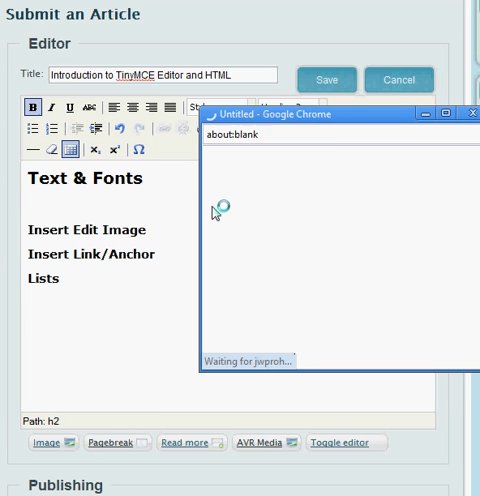 Submit an Article
Editor
Title: Introduction to TinyMCE Editor and HTML
Save
Cancel
B I U ABC
Untitled - Google Chrome
about:blank
Text & Fonts
Insert Edit Image
Insert Link/Anchor
Lists
Waiting for jwproh...
Path: h2
Image
Pagebreak
Read more
AVR Media
Toggle editor
Publishing